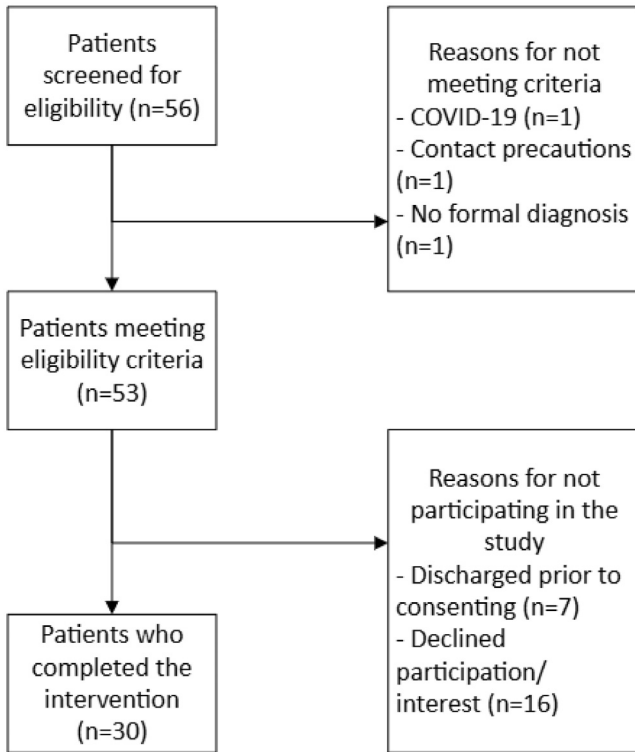 Patients
screened for
eligibility (n=56)
Reasons for not
meeting criteria
- COVID-19 (n=1)
- Contact precautions
(n=1)
- No formal diagnosis
(n=1)
Patients meeting
eligibility criteria
(n=53)
Reasons for not
participating in the
study
- Discharged prior to
consenting (n=7)
- Declined
participation/
interest (n=16)
Patients who
completed the
intervention
(n=30)